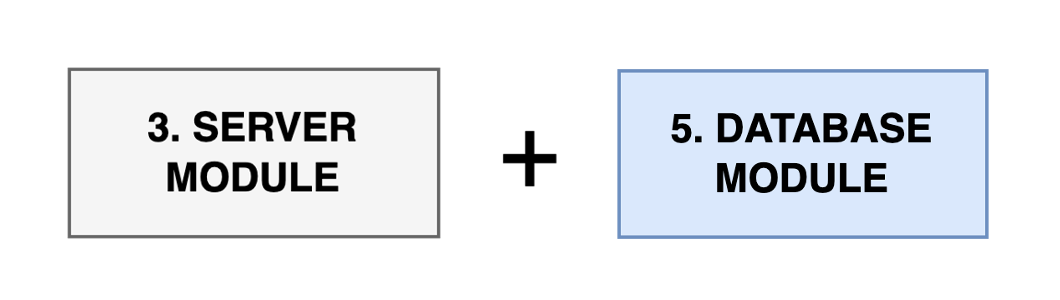 3. SERVER
MODULE
+
5. DATABASE
MODULE